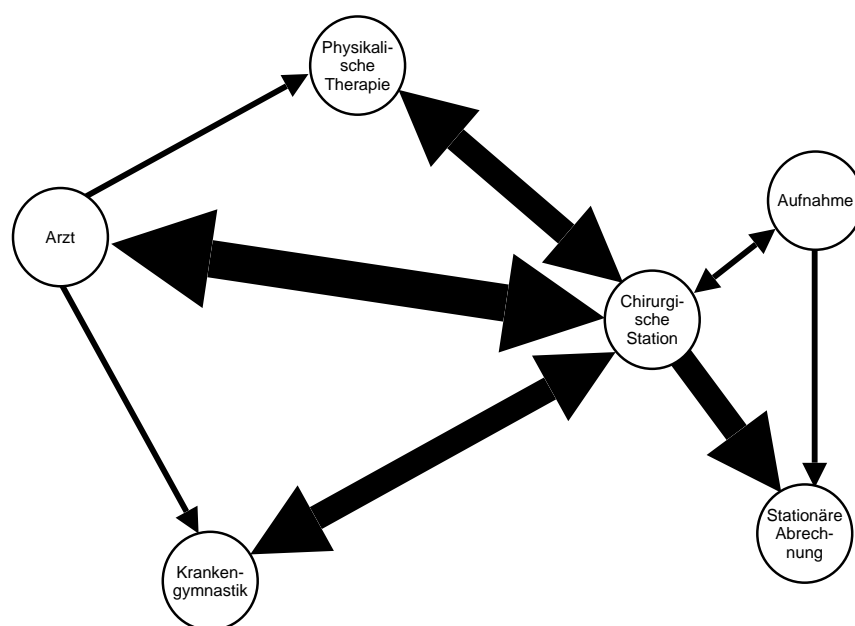 Physikali-
sche
Therapie
Aufnahme
Arzt
Chirurgi-
sche
Station
Stationäre
Abrech-
nung
Kranken-
gymnastik